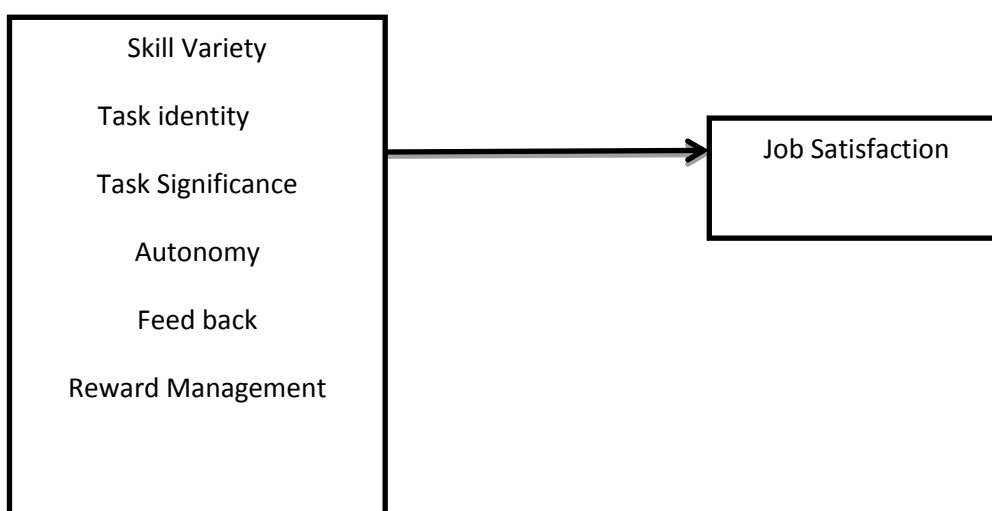 Skill Variety
Task identity
Task Significance
Autonomy
Feed back
Reward Management
Job Satisfaction